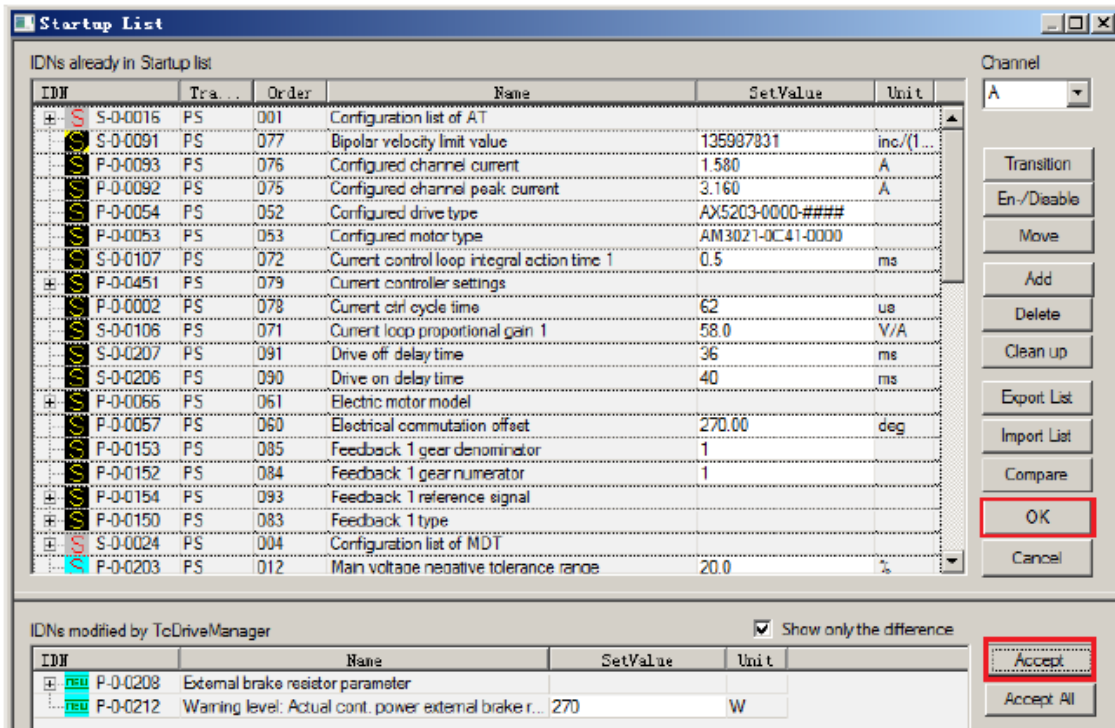 Startup List
IDNs already in Startup list
Channel
IDN Tra... Order Name SetValue Unit
A
S-0-0016 PS 001 Configuration list of AT
S-0-0091 PS 077 Bipolar velocity limit value 135987831 inc/(1...
P-0-0093 PS 076 Configured channel current 1.580 A
P-0-0092 PS 075 Configured channel peak current 3.160 A
P-0-0054 PS 052 Configured drive type AX5203-0000-####
P-0-0053 PS 053 Configured motor type AM3021-0C41-0000
S-0-0107 PS 072 Current control loop integral action time 1 0.5 ms
P-0-0451 PS 079 Current controller settings
P-0-0002 PS 078 Current ctrl cycle time 62 us
S-0-0106 PS 071 Current loop proportional gain 1 58.0 V/A
S-0-0207 PS 091 Drive off delay time 36 ms
S-0-0206 PS 090 Drive on delay time 40 ms
P-0-0066 PS 061 Electric motor model
P-0-0057 PS 060 Electrical commutation offset 270.00 deg
P-0-0153 PS 085 Feedback 1 gear denominator 1
P-0-0152 PS 084 Feedback 1 gear numerator 1
P-0-0154 PS 093 Feedback 1 reference signal
P-0-0150 PS 083 Feedback 1 type
S-0-0024 PS 004 Configuration list of MDT
P-0-0203 PS 012 Main voltage negative tolerance range 20.0 %
Transition
En-/Disable
Move
Add
Delete
Clean up
Export List
Import List
Compare
OK
Cancel
IDNs modified by TcDriveManager
Show only the difference
IDN Name SetValue Unit
new P-0-0208 External brake resistor parameter
new P-0-0212 Warning level: Actual cont. power external brake r... 270 W
Accept
Accept All